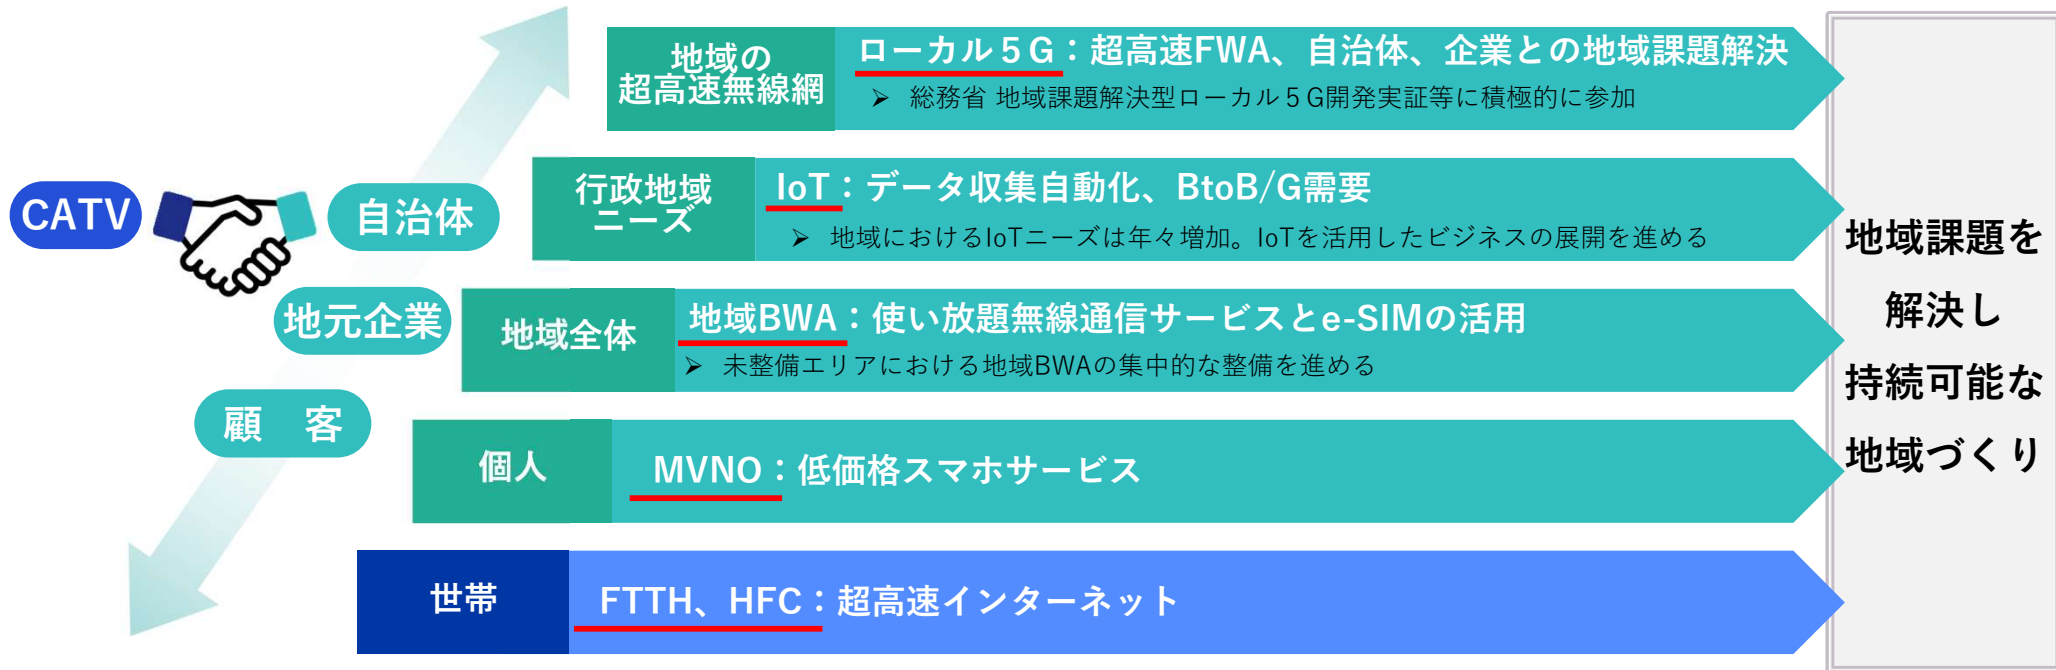 CATV
自治体
地元企業
顧　客
地域の
超高速無線網
ローカル５G：超高速FWA、自治体、企業との地域課題解決
➢ 総務省 地域課題解決型ローカル５G開発実証等に積極的に参加
行政地域
ニーズ
IoT：データ収集自動化、BtoB/G需要
➢ 地域におけるIoTニーズは年々増加。IoTを活用したビジネスの展開を進める
地域全体
地域BWA：使い放題無線通信サービスとe-SIMの活用
➢ 未整備エリアにおける地域BWAの集中的な整備を進める
個人
MVNO：低価格スマホサービス
世帯
FTTH、HFC：超高速インターネット
地域課題を
解決し
持続可能な
地域づくり